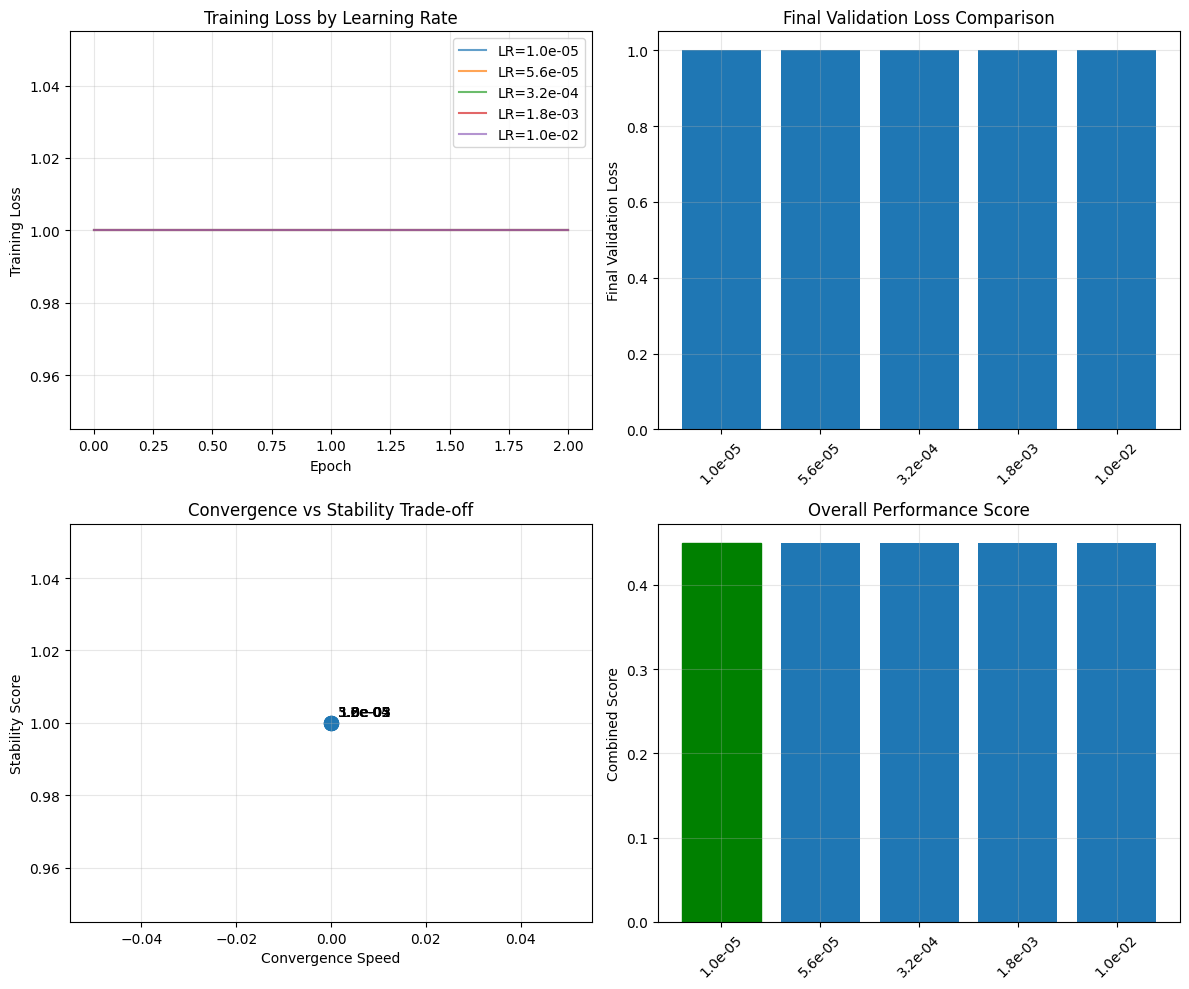 Training Loss by Learning Rate
Training Loss
1.04
1.02
1.00
0.98
0.96
LR=1.0e-05
LR=5.6e-05
LR=3.2e-04
LR=1.8e-03
LR=1.0e-02
0.00 0.25 0.50 0.75 1.00 1.25 1.50 1.75 2.00
Epoch
Final Validation Loss Comparison
Final Validation Loss
1.0
0.8
0.6
0.4
0.2
0.0
1.0e-05 5.6e-05 3.2e-04 1.8e-03 1.0e-02
Convergence vs Stability Trade-off
Stability Score
1.04
1.02
1.00
0.98
0.96
−0.04 −0.02 0.00 0.02 0.04
Convergence Speed
Overall Performance Score
Combined Score
0.4
0.3
0.2
0.1
0.0
1.0e-05 5.6e-05 3.2e-04 1.8e-03 1.0e-02